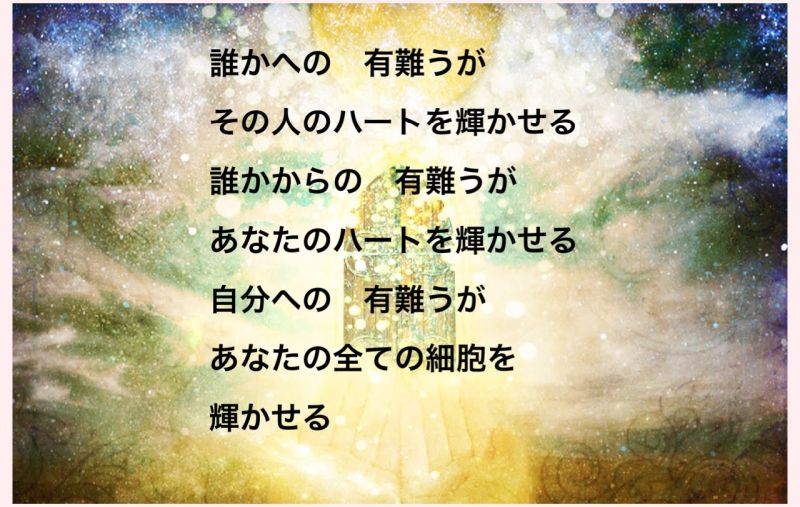 誰かへの　有難うが
その人のハートを輝かせる
誰かからの　有難うが
あなたのハートを輝かせる
自分への　有難うが
あなたの全ての細胞を
輝かせる